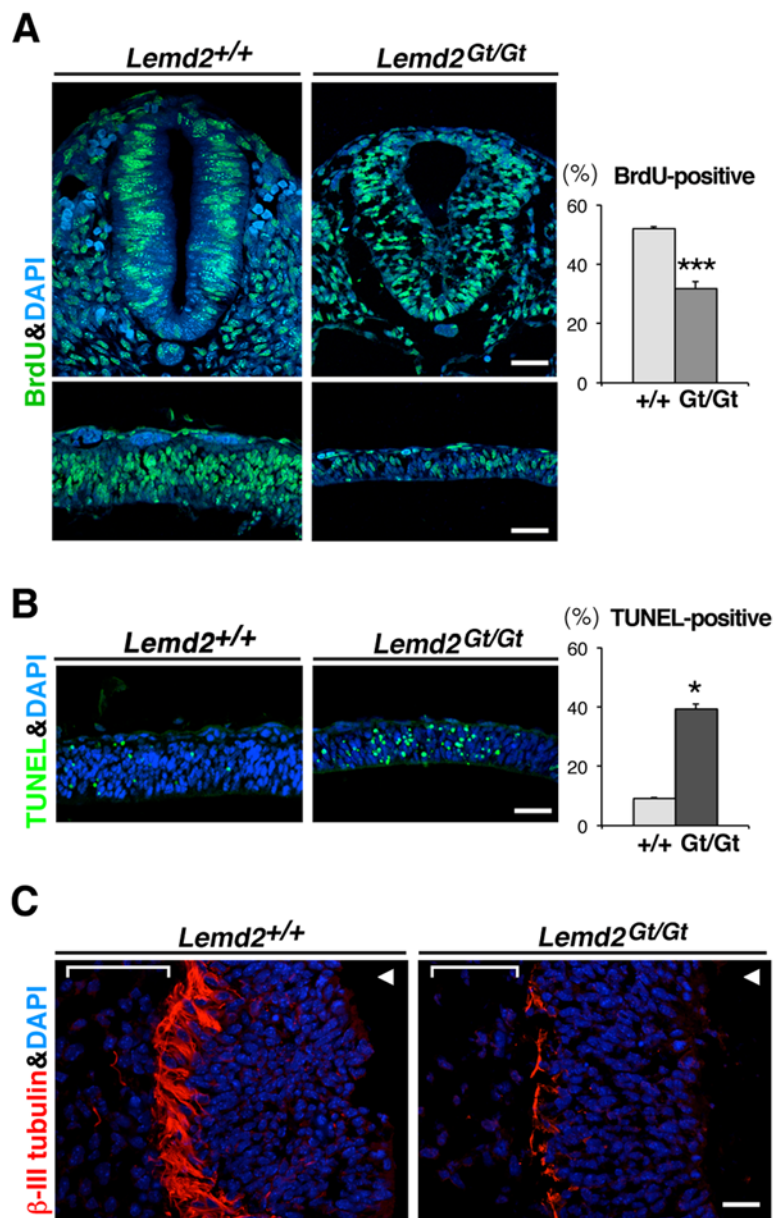 A
Lemd2+/+
Lemd2Gt/Gt
BrdU&DAPI
(%) BrdU-positive
60
40
20
0
***
+/+ Gt/Gt
B
Lemd2+/+
Lemd2Gt/Gt
TUNEL&DAPI
(%) TUNEL-positive
60
40
20
0
*
+/+ Gt/Gt
C
Lemd2+/+
Lemd2Gt/Gt
β-III tubulin&DAPI